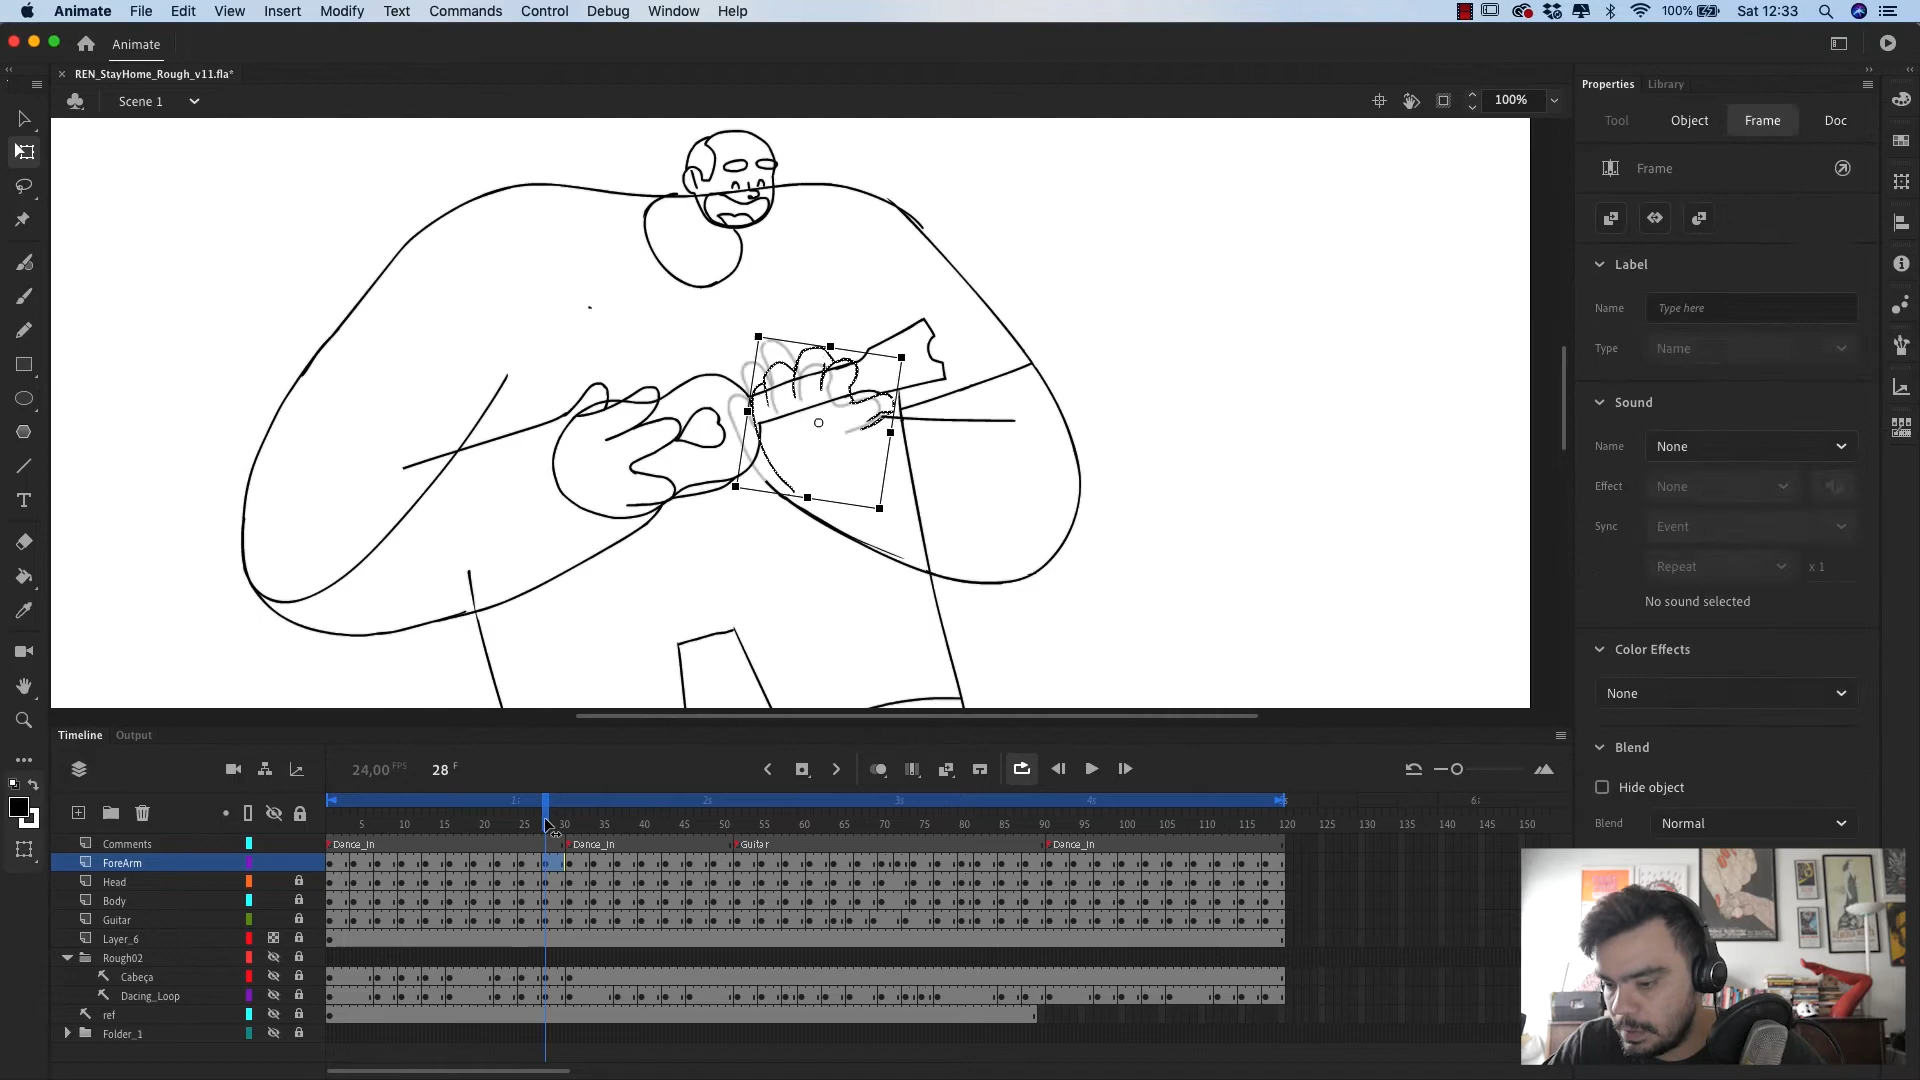 Animate File Edit View Insert Modify Text Commands Control Debug Window Help 100% Sat 12:33
Animate
REN_StayHome_Rough_v11.fla*
Scene 1 100%
Properties Library
Tool Object Frame Doc
Frame
Label
Name Type here
Type Name
Sound
Name None
Effect None
Sync Event
Repeat x 1
No sound selected
Color Effects
None
Blend
Hide object
Blend Normal
Timeline Output
24,00 FPS 28 F
1s 2s 3s 4s
5 10 15 20 25 30 35 40 45 50 55 60 65 70 75 80 85 90 95 100 105 110 115 120 125 130 135 140 145 150
Comments Dance_In Dance_In Guitar Dance_In
ForeArm
Head
Body
Guitar
Layer_6
Rough02
Cabeça
Dacing_Loop
ref
Folder_1